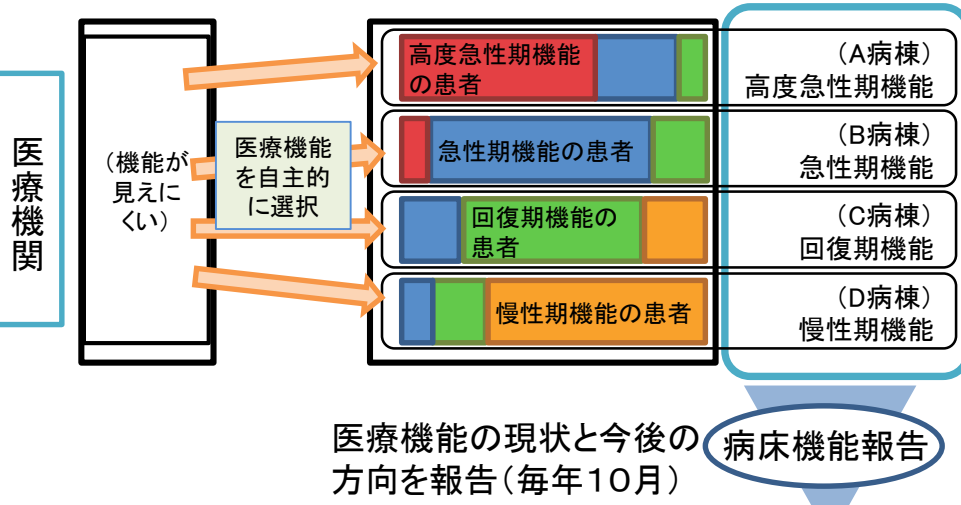 医療機関
(機能が
見えに
くい)
医療機能
を自主的
に選択
高度急性期機能
の患者
(A病棟)
高度急性期機能
急性期機能の患者
(B病棟)
急性期機能
回復期機能の
患者
(C病棟)
回復期機能
慢性期機能の患者
(D病棟)
慢性期機能
医療機能の現状と今後の
方向を報告(毎年10月)
病床機能報告